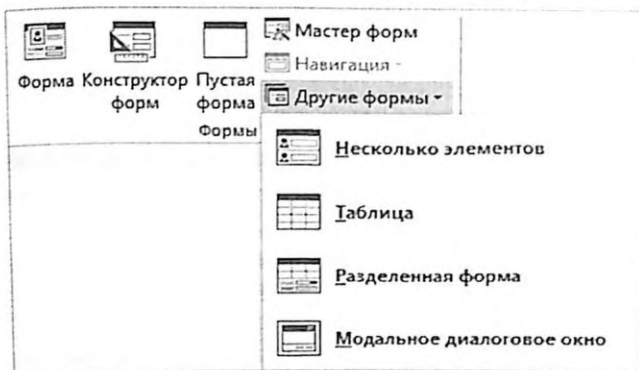 Форма
Конструктор форм
Пустая форма
Мастер форм
Навигация
Другие формы
Формы
Несколько элементов
Таблица
Разделенная форма
Модальное диалоговое окно